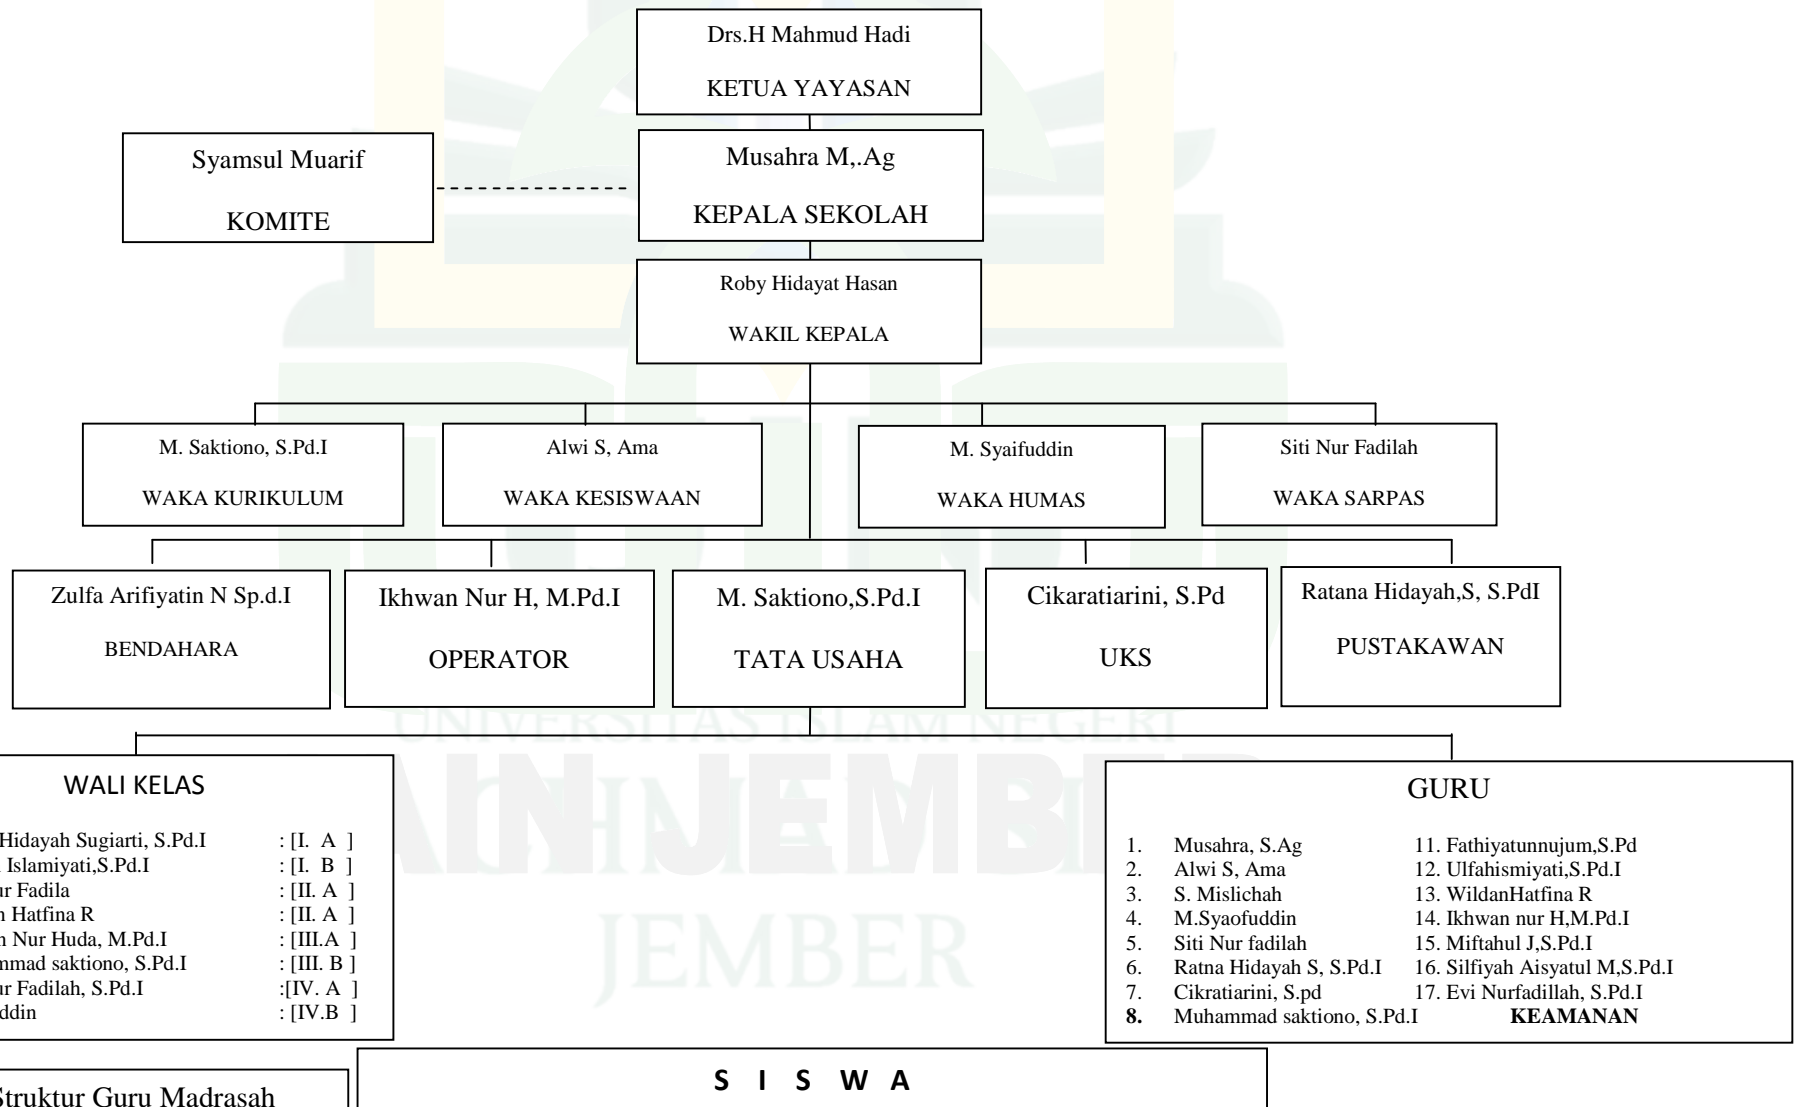 Drs.H Mahmud Hadi
KETUA YAYASAN
Syamsul Muarif
KOMITE
Musahra M,.Ag
KEPALA SEKOLAH
Roby Hidayat Hasan
WAKIL KEPALA
M. Saktiono, S.Pd.I
WAKA KURIKULUM
Alwi S, Ama
WAKA KESISWAAN
M. Syaifuddin
WAKA HUMAS
Siti Nur Fadilah
WAKA SARPAS
Zulfa Arifiyatin N Sp.d.I
BENDAHARA
Ikhwan Nur H, M.Pd.I
OPERATOR
M. Saktiono,S.Pd.I
TATA USAHA
Cikaratiarini, S.Pd
UKS
Ratana Hidayah,S, S.PdI
PUSTAKAWAN
UNIVERSITAS ISLAM NEGERI
JEMBER
WALI KELAS
Hidayah Sugiarti, S.Pd.I : [I. A ]
Islamiyati,S.Pd.I : [I. B ]
Fadila : [II. A ]
Hatfina R : [II. A ]
Nur Huda, M.Pd.I : [III.A ]
saktiono, S.Pd.I : [III. B ]
Fadilah, S.Pd.I :[IV. A ]
: [IV.B ]
GURU
1. Musahra, S.Ag 11. Fathiyatunnujum,S.Pd
2. Alwi S, Ama 12. Ulfahismiyati,S.Pd.I
3. S. Mislichah 13. WildanHatfina R
4. M.Syaofuddin 14. Ikhwan nur H,M.Pd.I
5. Siti Nur fadilah 15. Miftahul J,S.Pd.I
6. Ratna Hidayah S, S.Pd.I 16. Silfiyah Aisyatul M,S.Pd.I
7. Cikratiarini, S.pd 17. Evi Nurfadillah, S.Pd.I
8. Muhammad saktiono, S.Pd.I KEAMANAN
S I S W A
Struktur Guru Madrasah